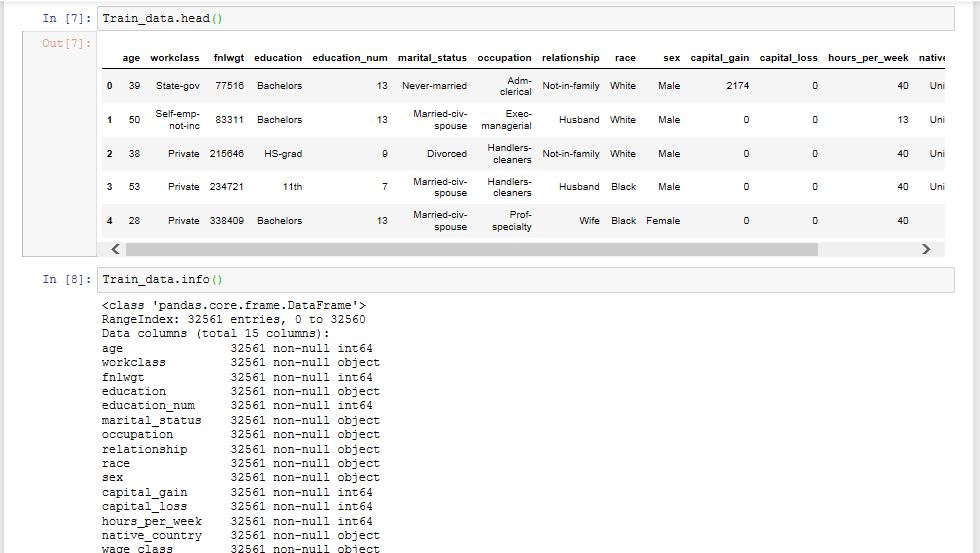 In [7]: Train_data.head()
Out[7]:
age workclass fnlwgt education education_num marital_status occupation relationship race sex capital_gain capital_loss hours_per_week native
0 39 State-gov 77516 Bachelors 13 Never-married Adm-clerical Not-in-family White Male 2174 0 40 Uni
1 50 Self-emp-not-inc 83311 Bachelors 13 Married-civ-spouse Exec-managerial Husband White Male 0 0 13 Uni
2 38 Private 215646 HS-grad 9 Divorced Handlers-cleaners Not-in-family White Male 0 0 40 Uni
3 53 Private 234721 11th 7 Married-civ-spouse Handlers-cleaners Husband Black Male 0 0 40 Uni
4 28 Private 338409 Bachelors 13 Married-civ-spouse Prof-specialty Wife Black Female 0 0 40
In [8]: Train_data.info()
<class 'pandas.core.frame.DataFrame'>
RangeIndex: 32561 entries, 0 to 32560
Data columns (total 15 columns):
age 32561 non-null int64
workclass 32561 non-null object
fnlwgt 32561 non-null int64
education 32561 non-null object
education_num 32561 non-null int64
marital_status 32561 non-null object
occupation 32561 non-null object
relationship 32561 non-null object
race 32561 non-null object
sex 32561 non-null object
capital_gain 32561 non-null int64
capital_loss 32561 non-null int64
hours_per_week 32561 non-null int64
native_country 32561 non-null object
wage_class 32561 non-null object